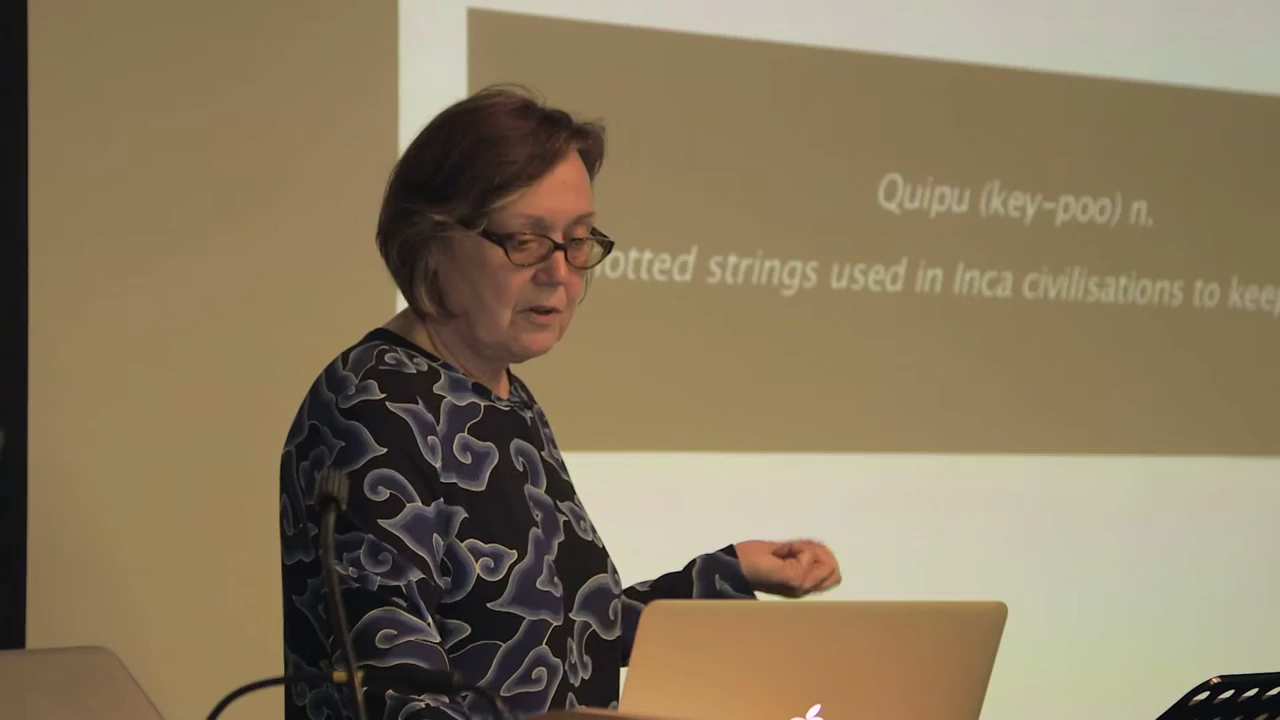 Quipu (key-poo) n.
otted strings used in Inca civilisations to kee